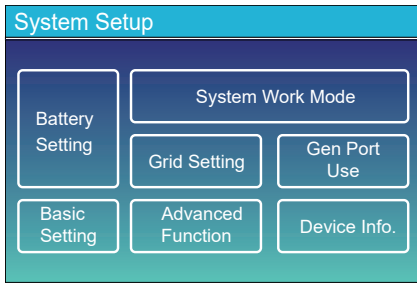 System Setup
Battery
Setting
System Work Mode
Grid Setting
Gen Port
Use
Basic
Setting
Advanced
Function
Device Info.